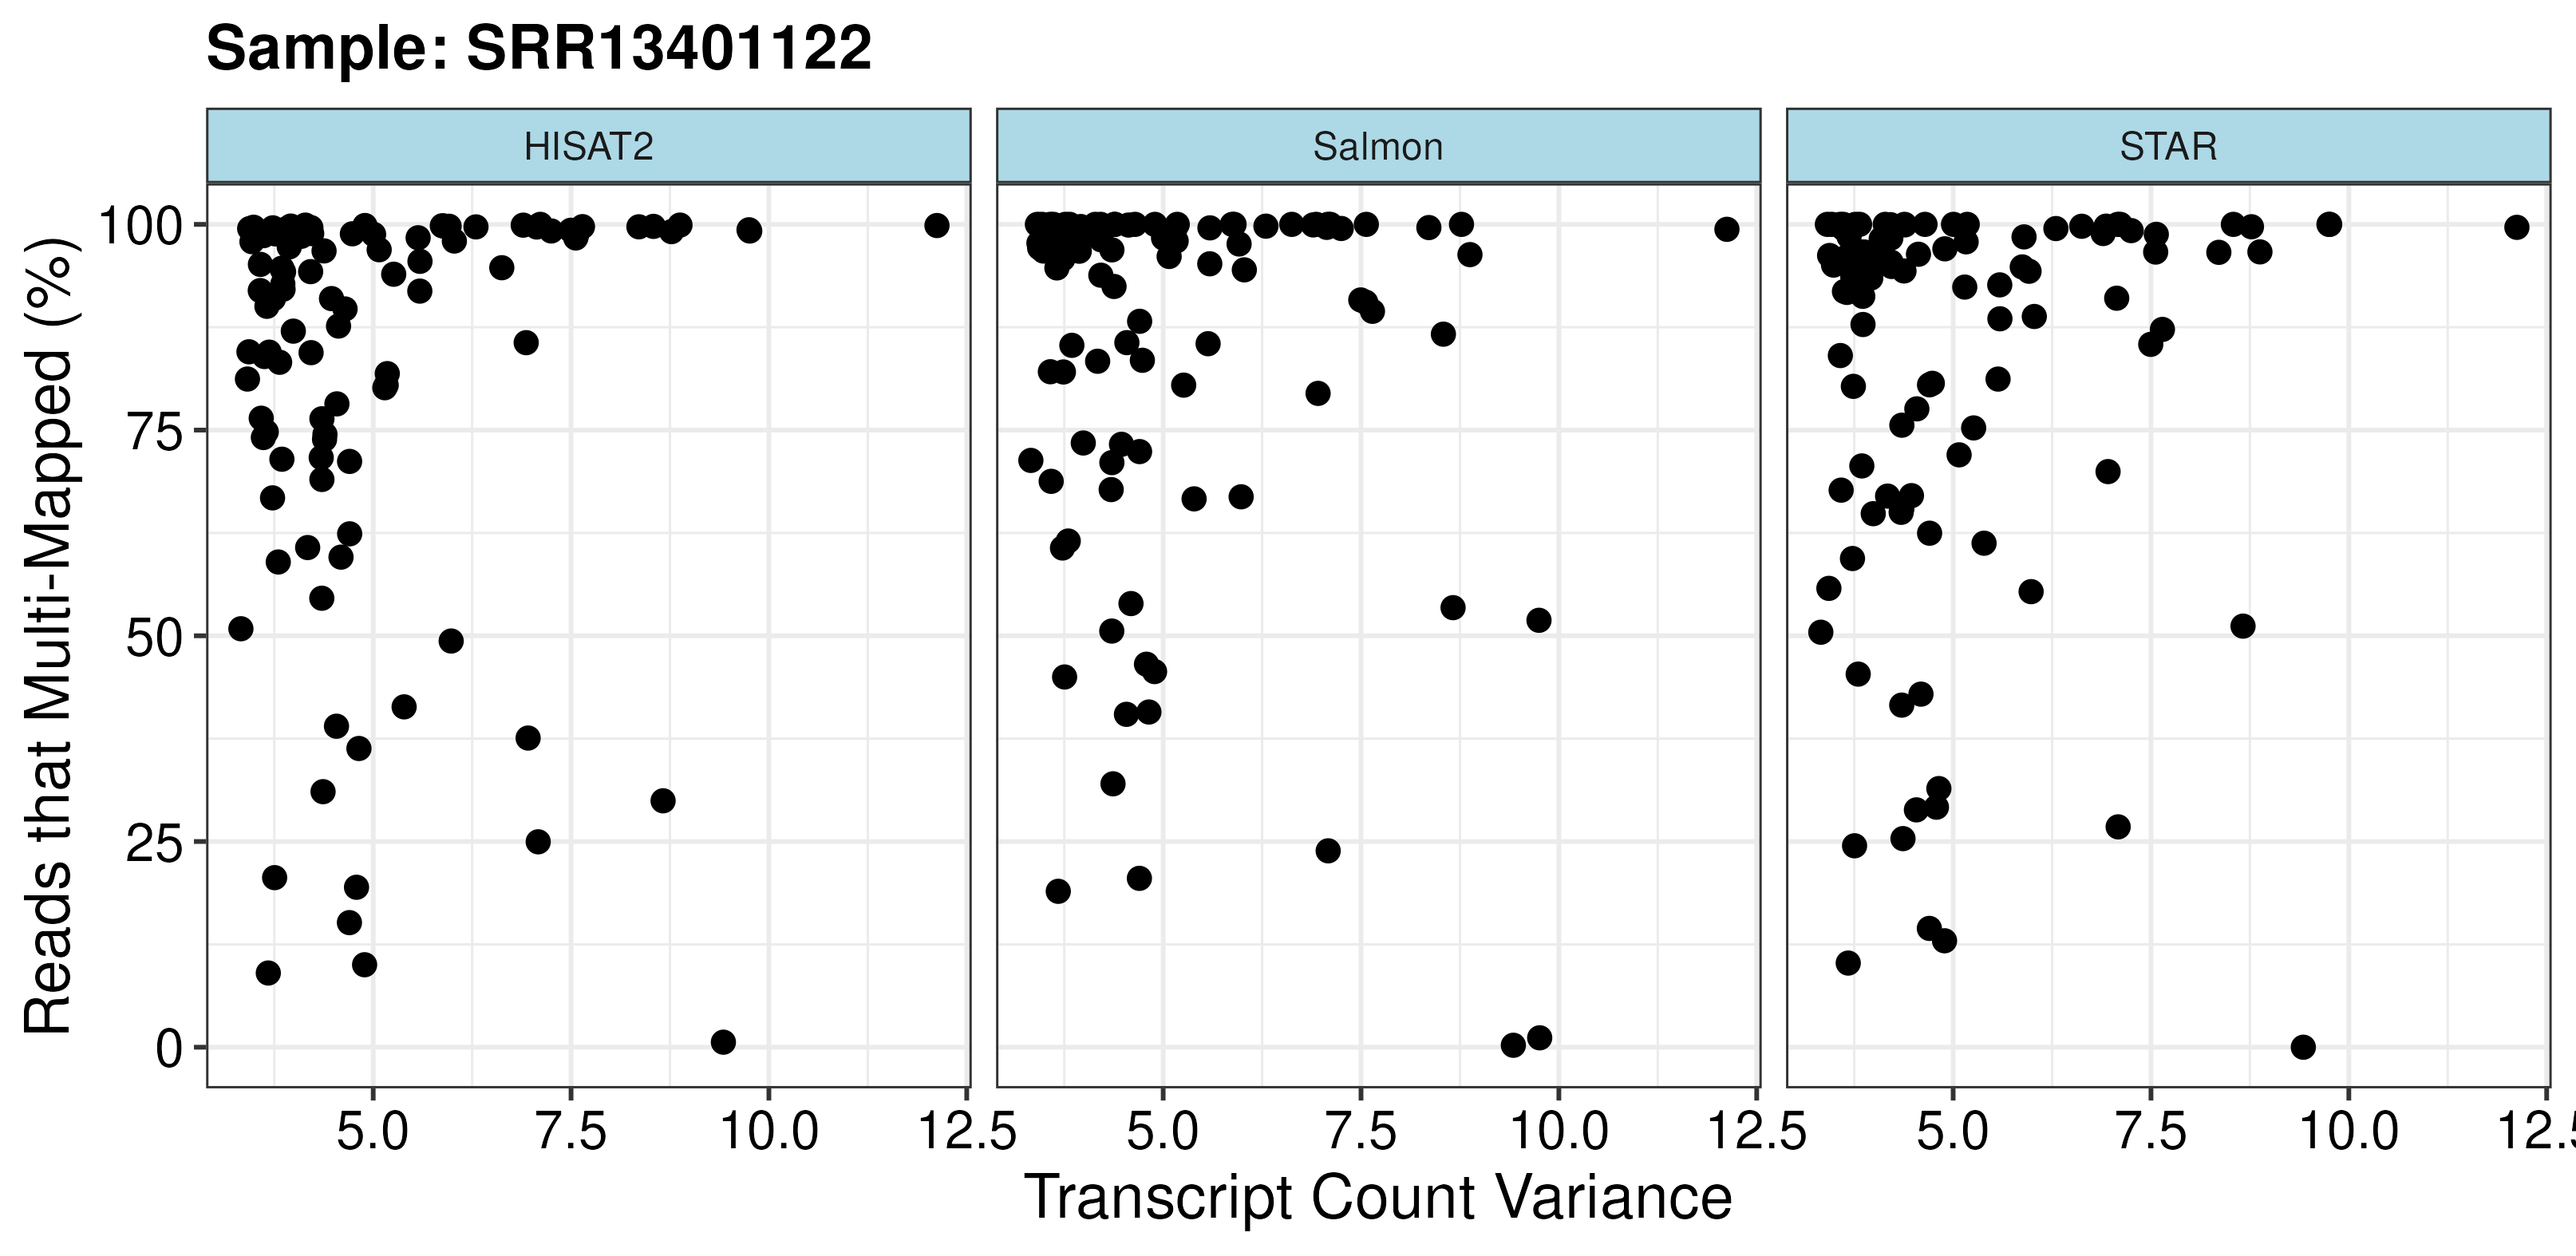 Sample: SRR13401122
HISAT2 Salmon STAR
Reads that Multi-Mapped (%)
100
75
50
25
0
5.0 7.5 10.0 12.5 5.0 7.5 10.0 12.5 5.0 7.5 10.0 12.5
Transcript Count Variance